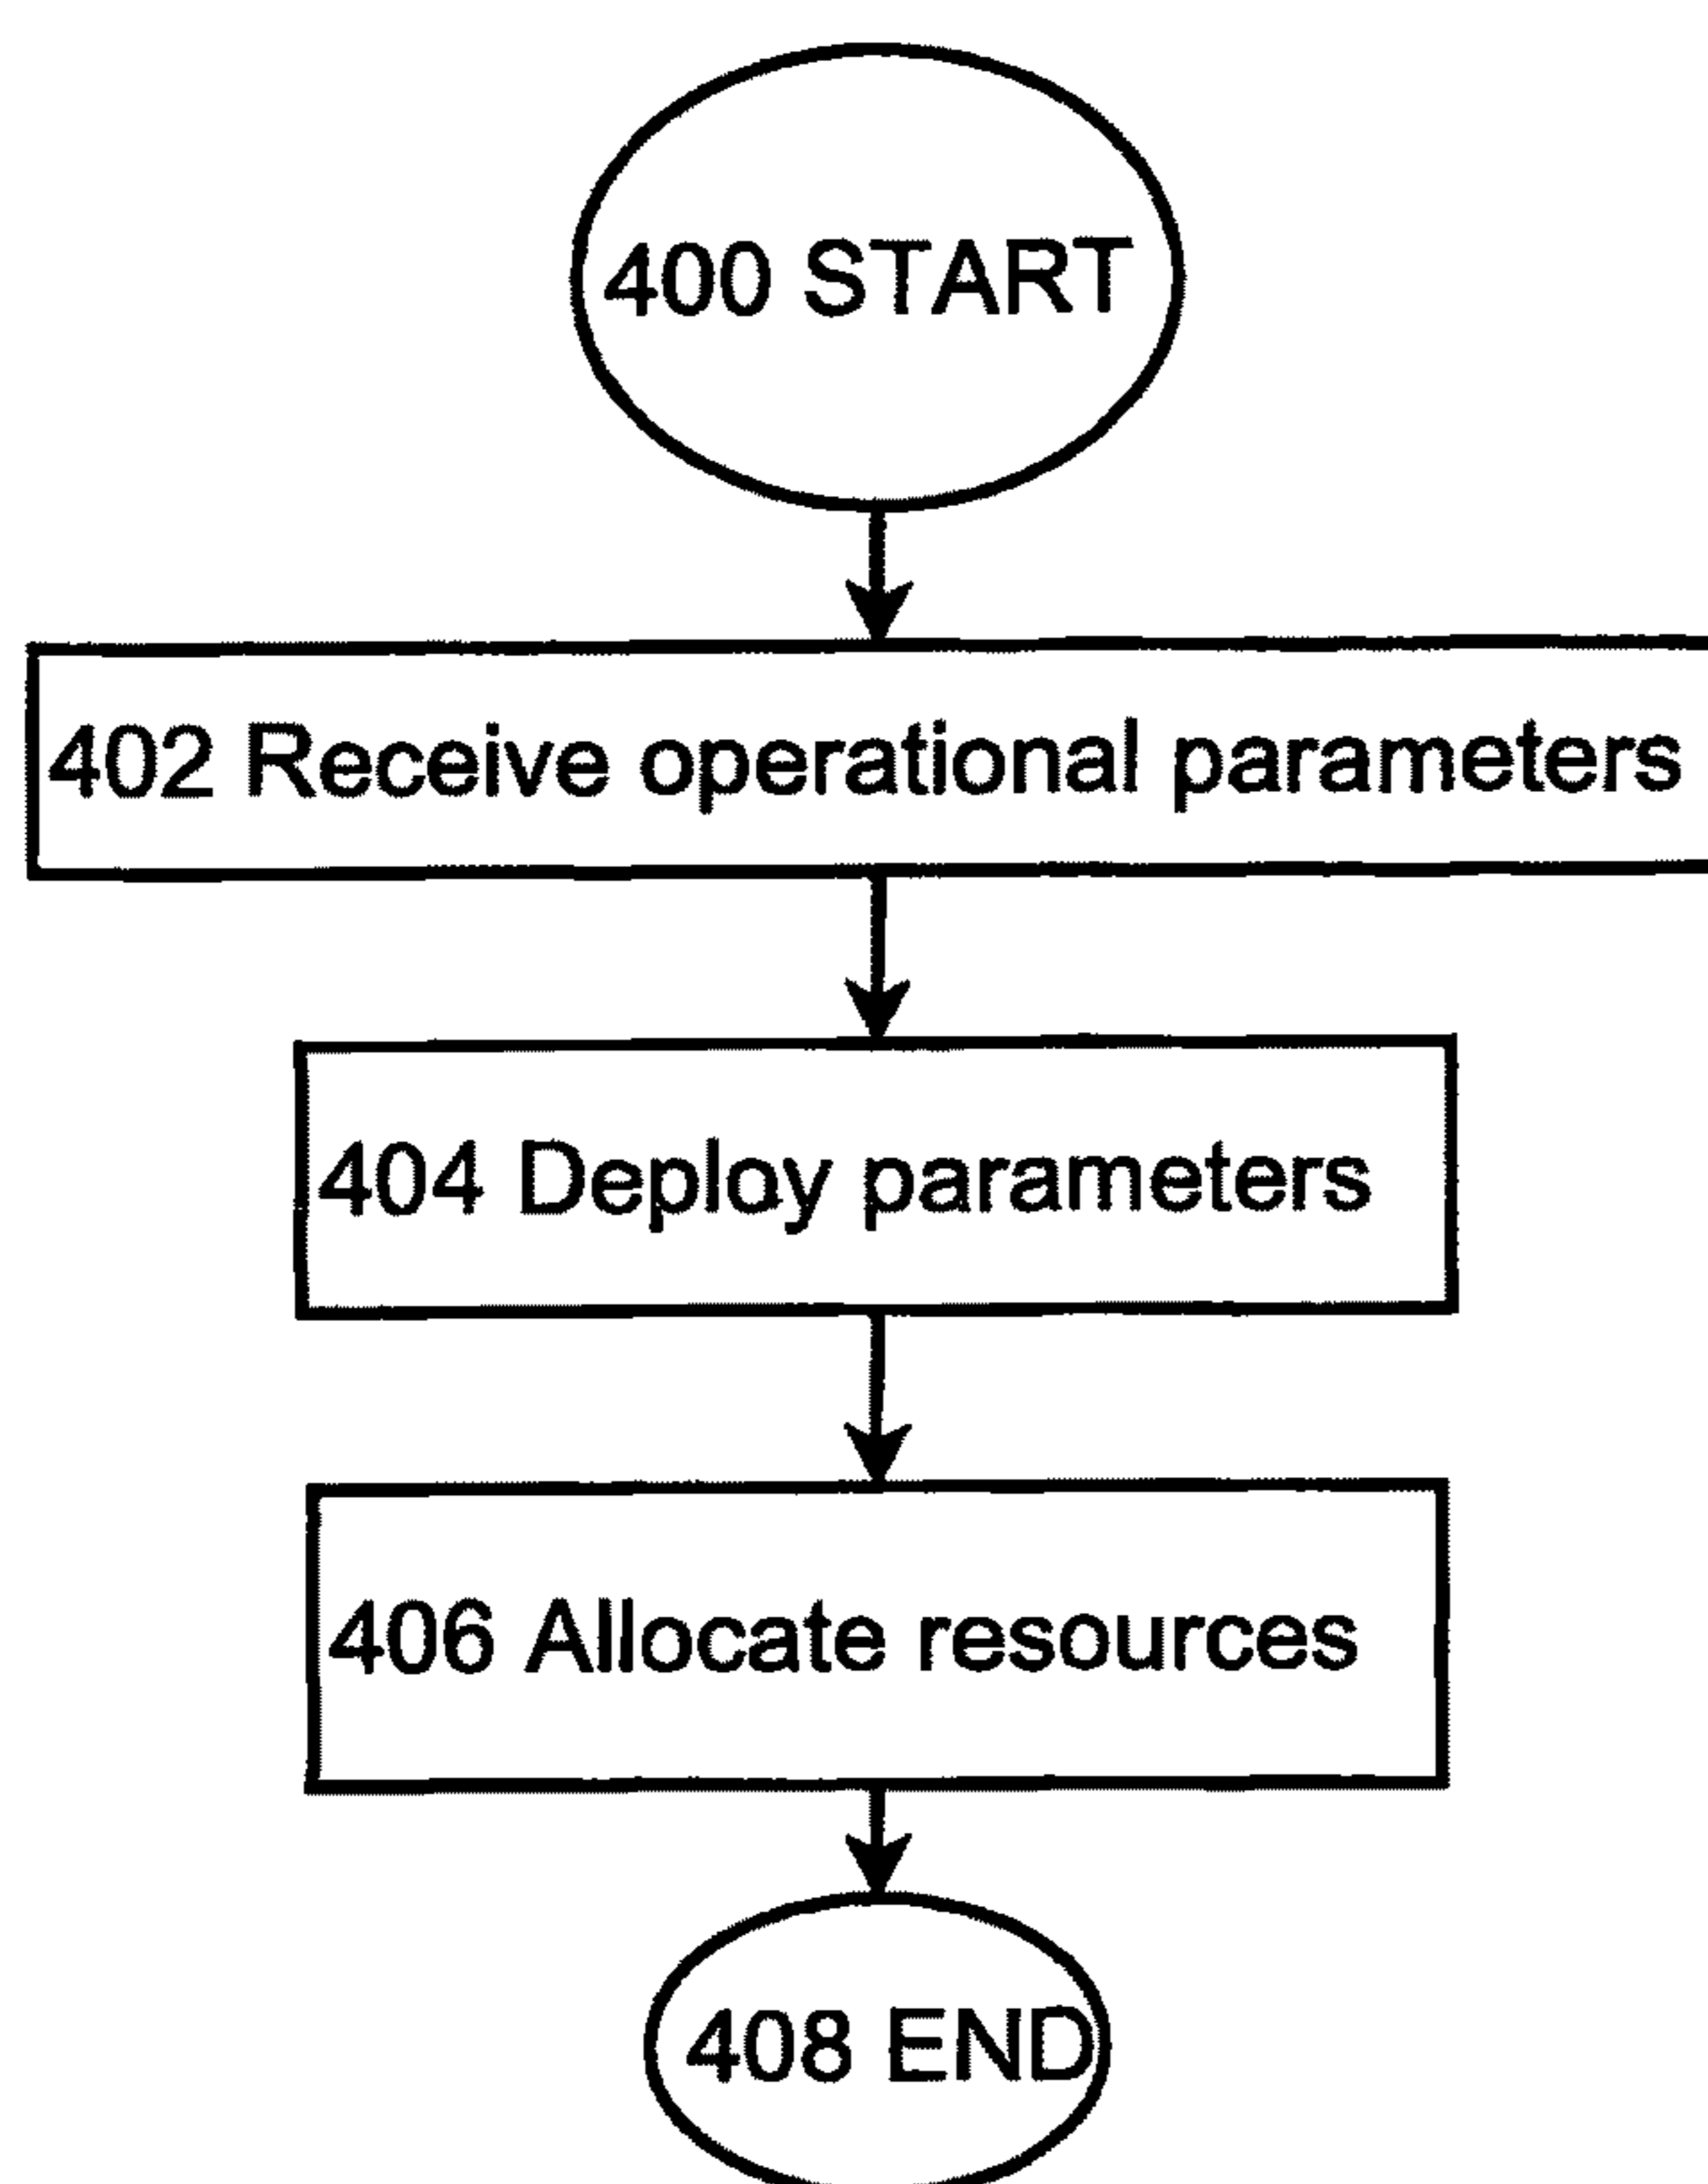 400 START
402 Receive operational parameters
404 Deploy parameters
406 Allocate resources
408 END